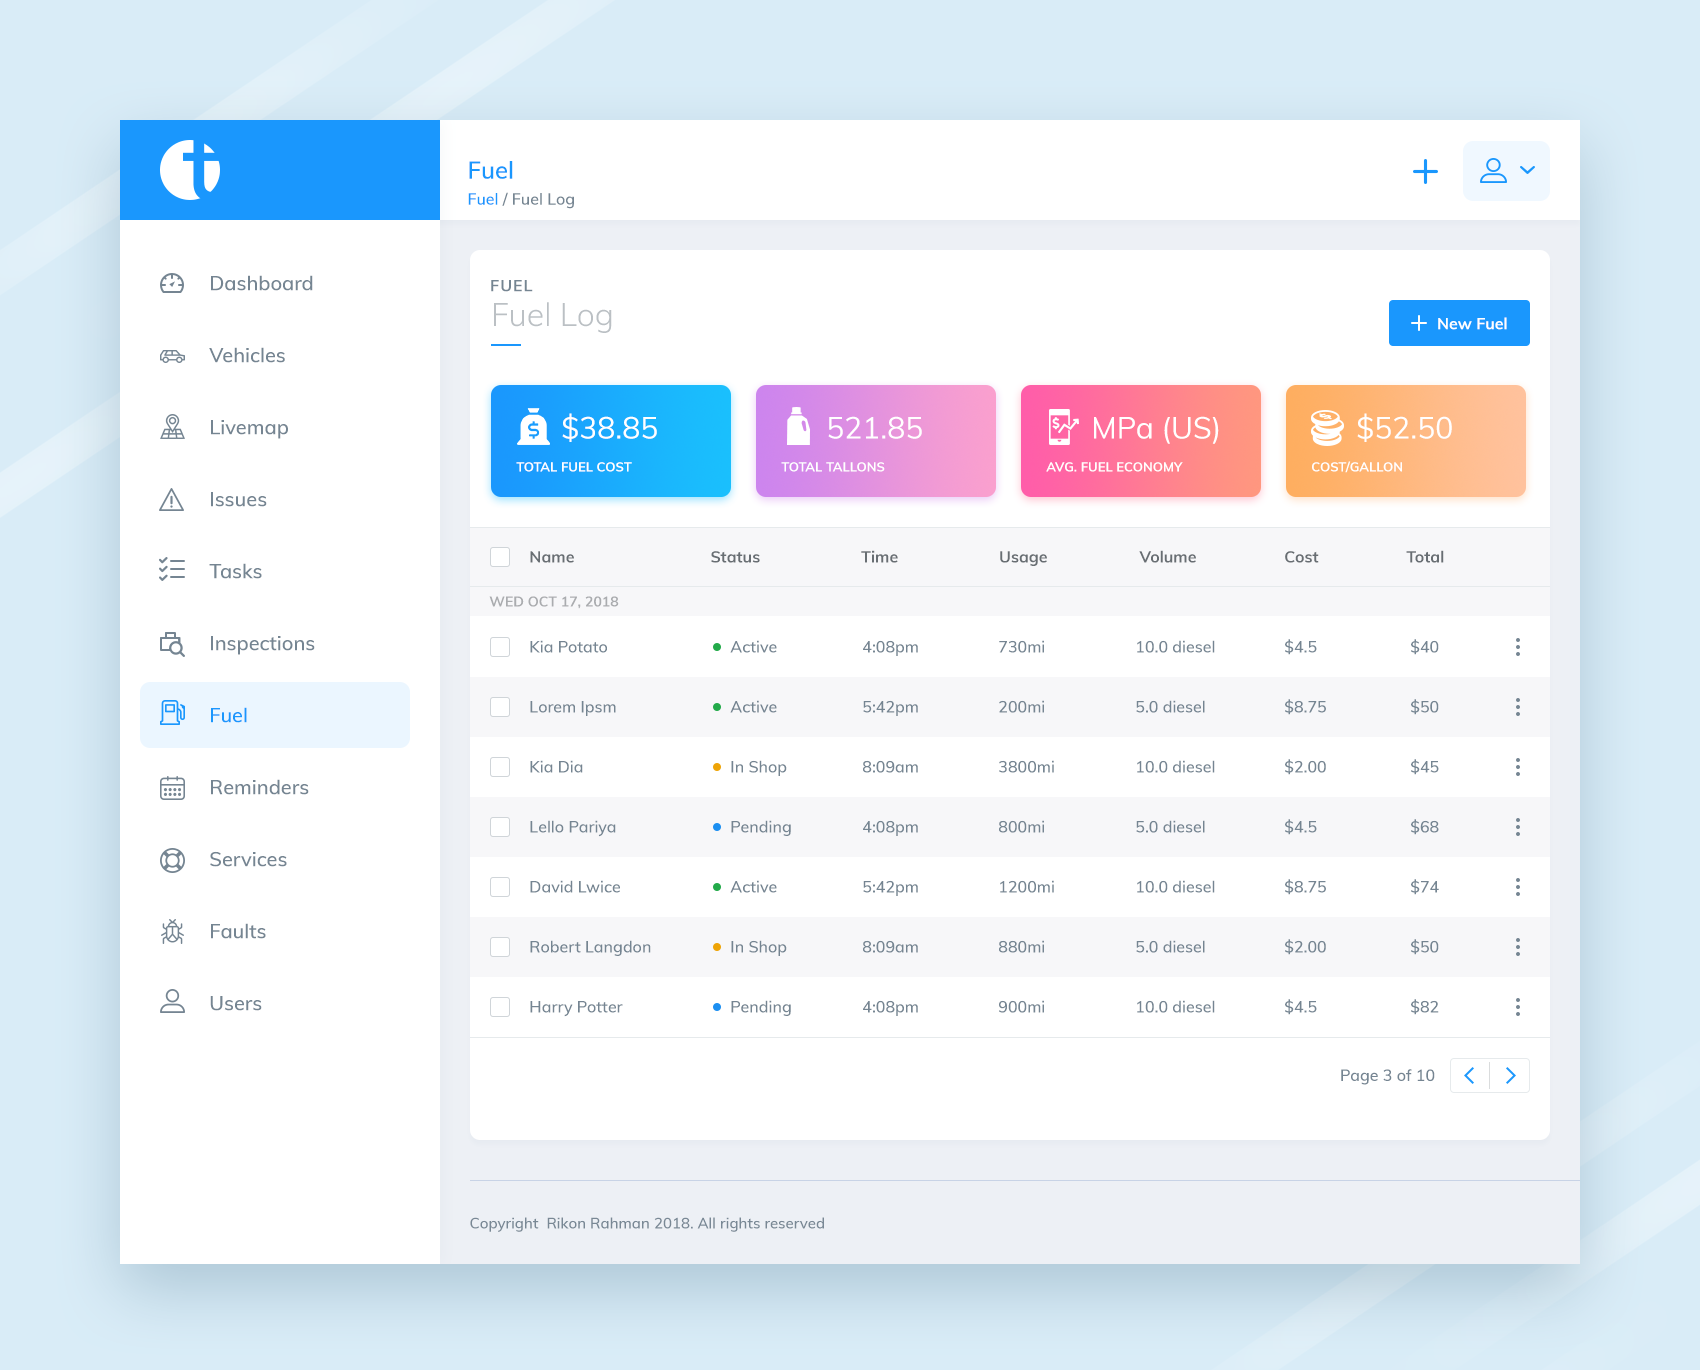 Fuel
Fuel / Fuel Log
Dashboard
Vehicles
Livemap
Issues
Tasks
Inspections
Fuel
Reminders
Services
Faults
Users
FUEL
Fuel Log
New Fuel
$38.85
TOTAL FUEL COST
521.85
TOTAL TALLONS
MPa (US)
AVG. FUEL ECONOMY
$52.50
COST/GALLON
Name Status Time Usage Volume Cost Total
WED OCT 17, 2018
Kia Potato Active 4:08pm 730mi 10.0 diesel $4.5 $40
Lorem Ipsm Active 5:42pm 200mi 5.0 diesel $8.75 $50
Kia Dia In Shop 8:09am 3800mi 10.0 diesel $2.00 $45
Lello Pariya Pending 4:08pm 800mi 5.0 diesel $4.5 $68
David Lwice Active 5:42pm 1200mi 10.0 diesel $8.75 $74
Robert Langdon In Shop 8:09am 880mi 5.0 diesel $2.00 $50
Harry Potter Pending 4:08pm 900mi 10.0 diesel $4.5 $82
Page 3 of 10
Copyright  Rikon Rahman 2018. All rights reserved